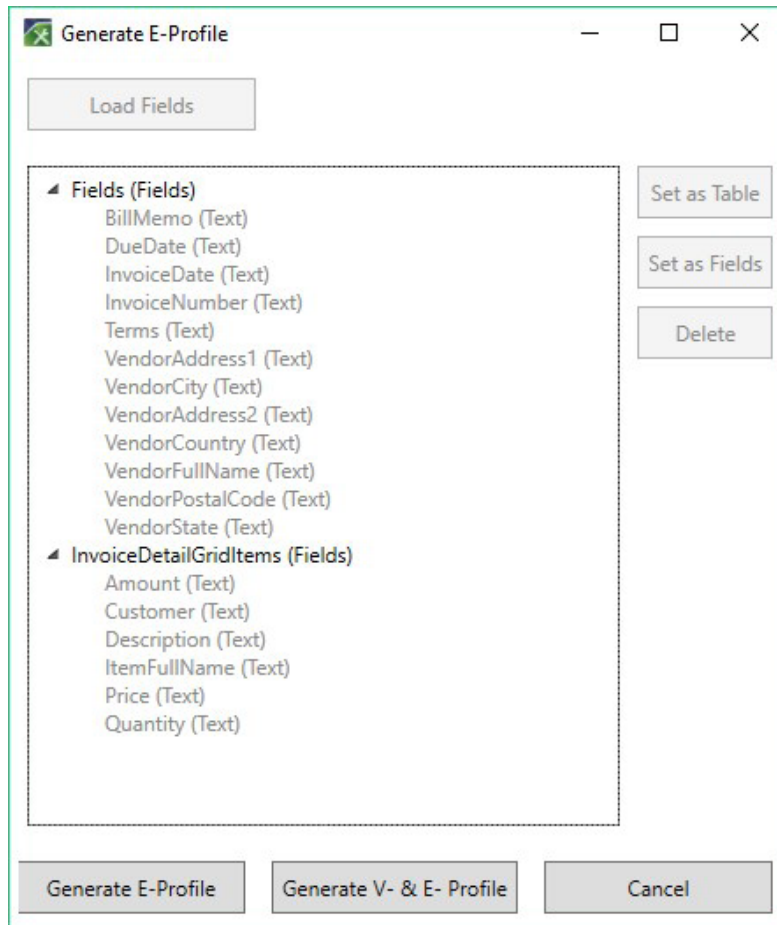 Generate E-Profile
Load Fields
Fields (Fields)
BillMemo (Text)
DueDate (Text)
InvoiceDate (Text)
InvoiceNumber (Text)
Terms (Text)
VendorAddress1 (Text)
VendorCity (Text)
VendorAddress2 (Text)
VendorCountry (Text)
VendorFullName (Text)
VendorPostalCode (Text)
VendorState (Text)
InvoiceDetailGridItems (Fields)
Amount (Text)
Customer (Text)
Description (Text)
ItemFullName (Text)
Price (Text)
Quantity (Text)
Set as Table
Set as Fields
Delete
Generate E-Profile
Generate V- & E- Profile
Cancel